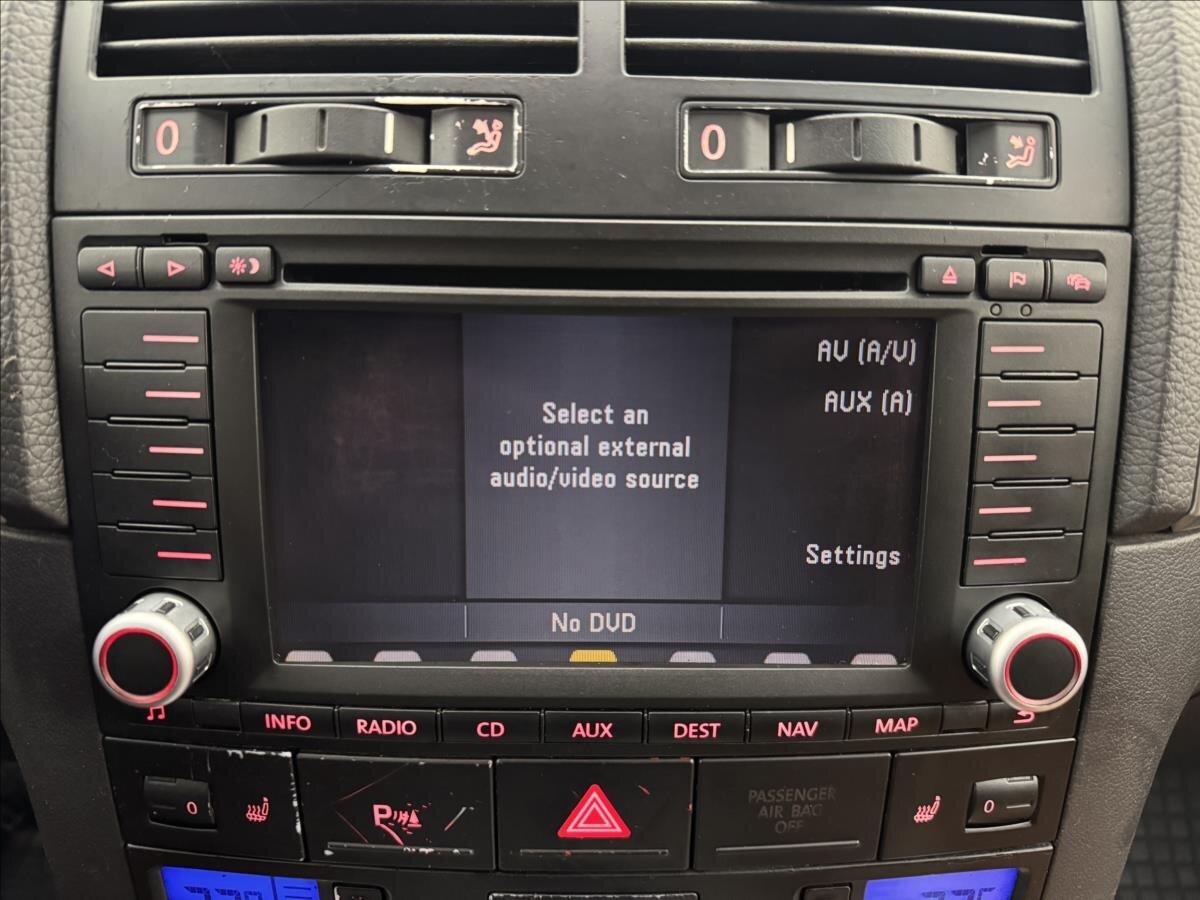 0
0
AV (A/V)
AUX (A)
Select an
optional external
audio/video source
Settings
No DVD
INFO RADIO CD AUX DEST NAV MAP
0
P
PASSENGER
AIR BAG
OFF
0